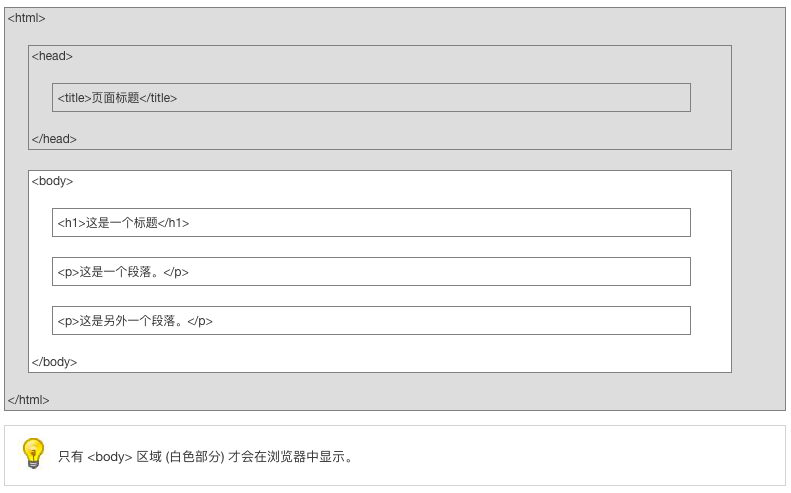 <html>
<head>
<title>页面标题</title>
</head>
<body>
<h1>这是一个标题</h1>
<p>这是一个段落。</p>
<p>这是另外一个段落。</p>
</body>
</html>
只有 <body> 区域 (白色部分) 才会在浏览器中显示。